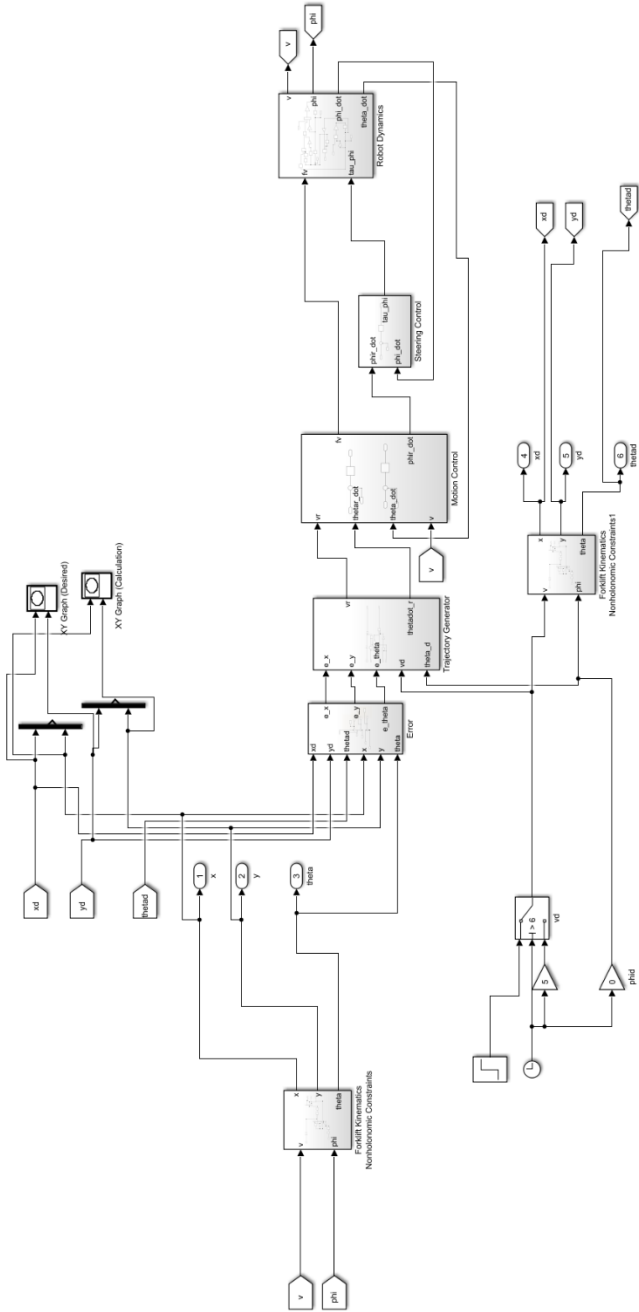 v
phi
v
phi
x
y
theta
Forklift Kinematics
Nonholonomic Constraints
1
x
2
y
3
theta
xd
yd
thetad
XY Graph (Desired)
XY Graph (Calculation)
xd
yd
thetad
x
y
theta
e_x
e_y
e_theta
Error
e_x
e_y
e_theta
vd
theta_d
vr
thetadot_r
Trajectory Generator
v
vr
thetar_dot
theta_dot
v
fv
phir_dot
Motion Control
phir_dot
phi_dot
tau_phi
Steering Control
fv
tau_phi
v
phi
phi_dot
theta_dot
Robot Dynamics
v
phi
5
0
phid
> 6
vd
v
phi
x
y
theta
Forklift Kinematics
Nonholonomic Constraints1
4
xd
5
yd
6
thetad
xd
yd
thetad